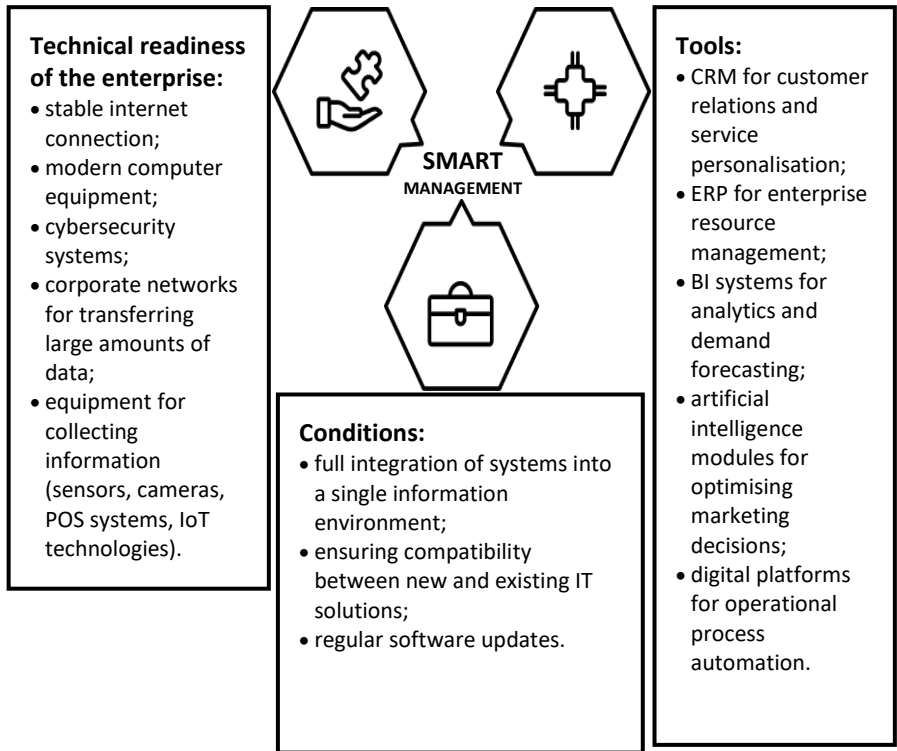 Technical readiness
of the enterprise:
• stable internet
connection;
• modern computer
equipment;
• cybersecurity
systems;
• corporate networks
for transferring
large amounts of
data;
• equipment for
collecting
information
(sensors, cameras,
POS systems, IoT
technologies).
SMART
MANAGEMENT
Conditions:
• full integration of systems into
a single information
environment;
• ensuring compatibility
between new and existing IT
solutions;
• regular software updates.
Tools:
• CRM for customer
relations and
service
personalisation;
• ERP for enterprise
resource
management;
• BI systems for
analytics and
demand
forecasting;
• artificial
intelligence
modules for
optimising
marketing
decisions;
• digital platforms
for operational
process
automation.